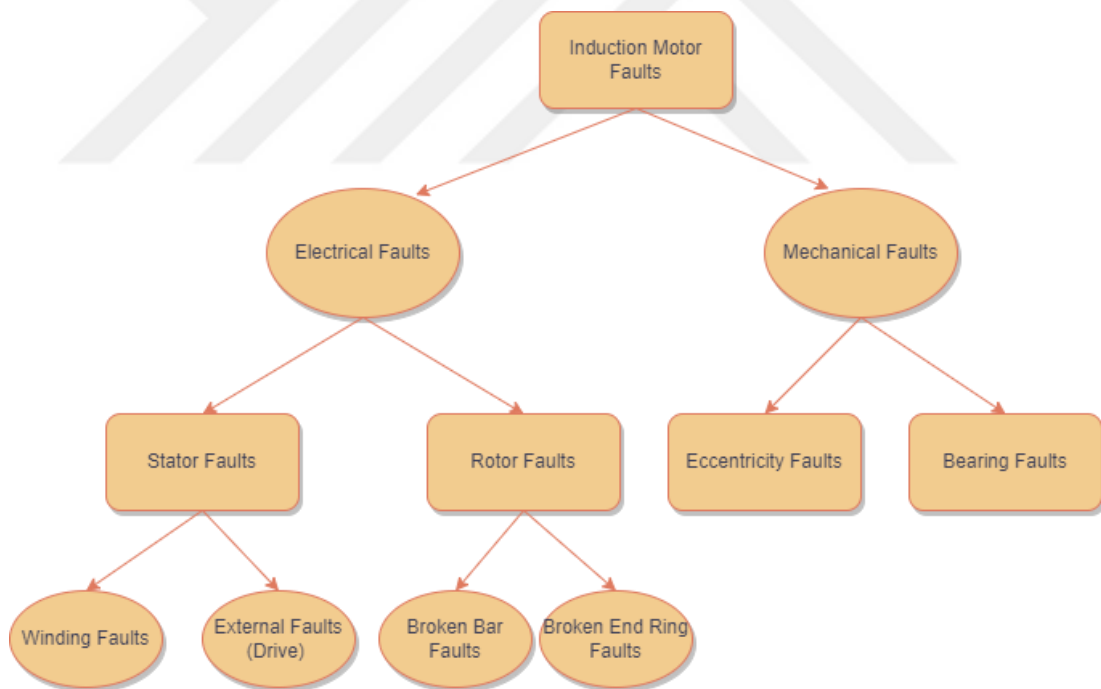 Induction Motor
Faults
Electrical Faults
Mechanical Faults
Stator Faults
Rotor Faults
Eccentricity Faults
Bearing Faults
Winding Faults
External Faults
(Drive)
Broken Bar
Faults
Broken End Ring
Faults